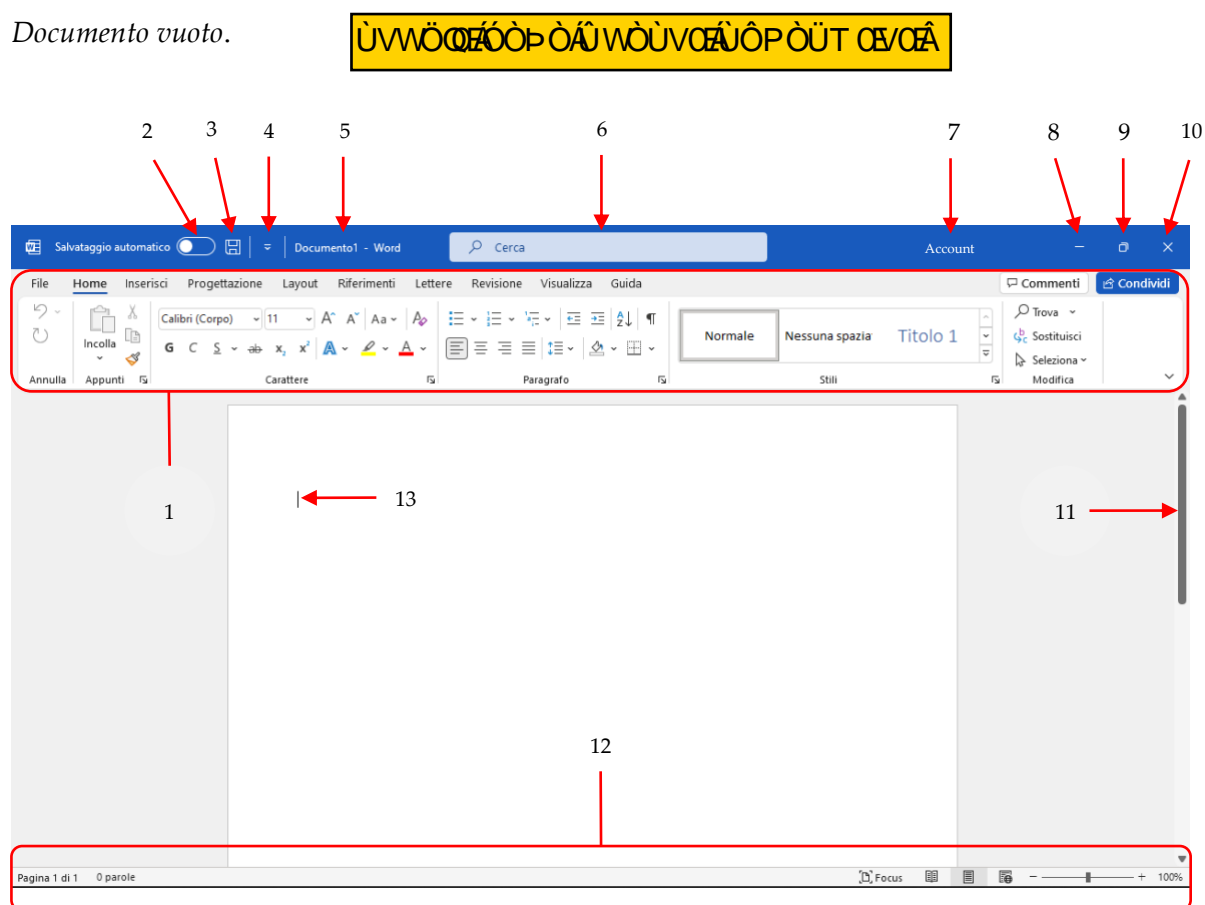 Documento vuoto.
2 3 4 5 6 7 8 9 10
Salvataggio automatico Documento1 - Word Cerca Account
File Home Inserisci Progettazione Layout Riferimenti Lettere Revisione Visualizza Guida Commenti Condividi
Calibri (Corpo) 11 Trova
Incolla Normale Nessuna spazia Titolo 1 Sostituisci
G C S Seleziona
Annulla Appunti Carattere Paragrafo Stili Modifica
13
1 11
12
Pagina 1 di 1 0 parole Focus 100%